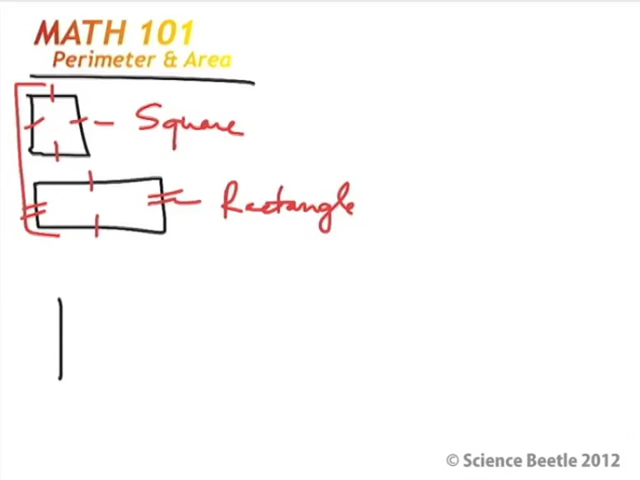 MATH 101
Perimeter & Area
Square
Rectangle
© Science Beetle 2012